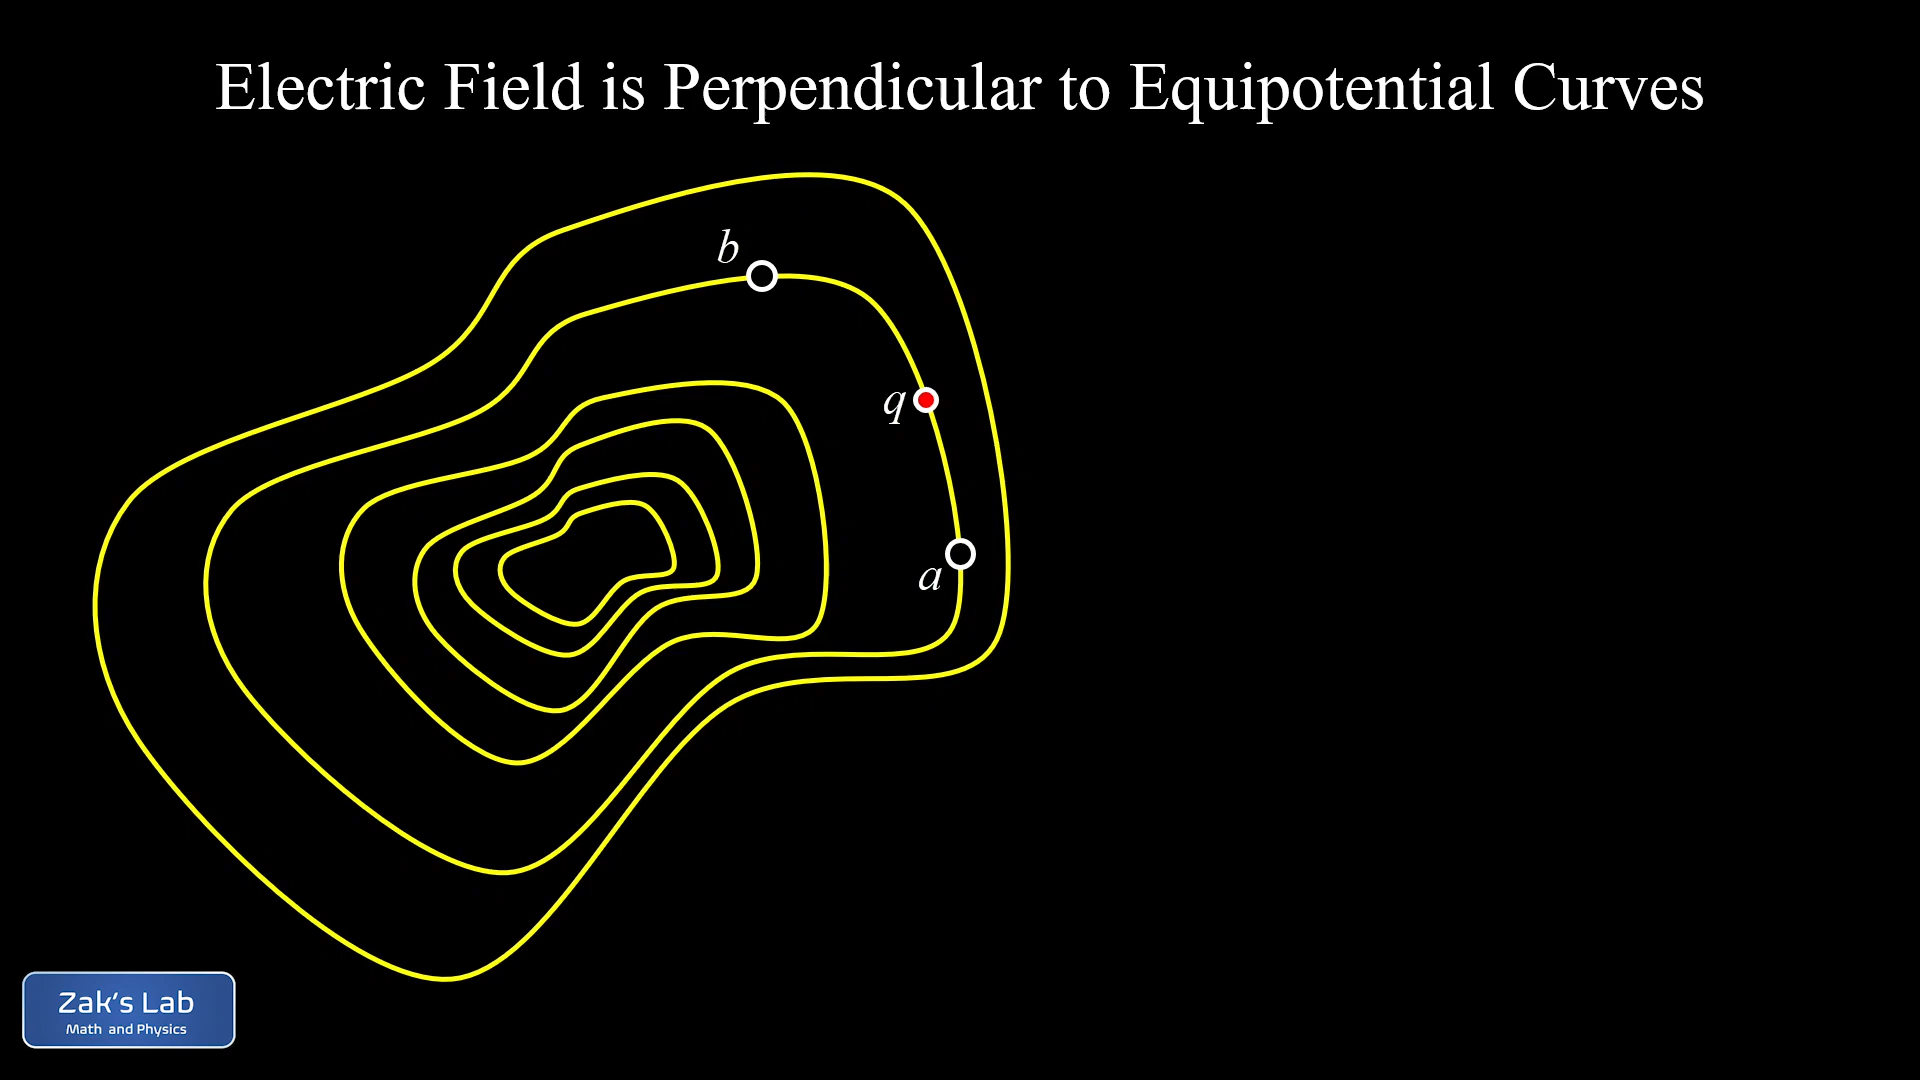 Electric Field is Perpendicular to Equipotential Curves
b
q
a
Zak's Lab
Math and Physics